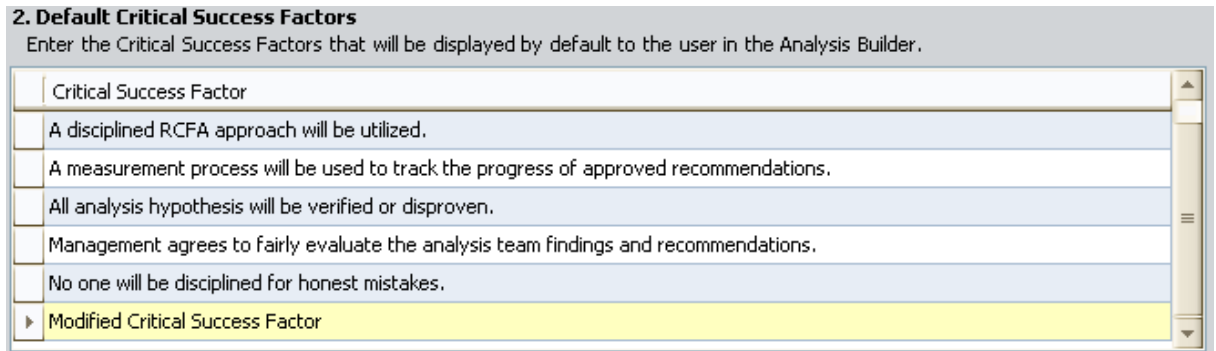 2. Default Critical Success Factors
Enter the Critical Success Factors that will be displayed by default to the user in the Analysis Builder.
Critical Success Factor
A disciplined RCFA approach will be utilized.
A measurement process will be used to track the progress of approved recommendations.
All analysis hypothesis will be verified or disproven.
Management agrees to fairly evaluate the analysis team findings and recommendations.
No one will be disciplined for honest mistakes.
Modified Critical Success Factor